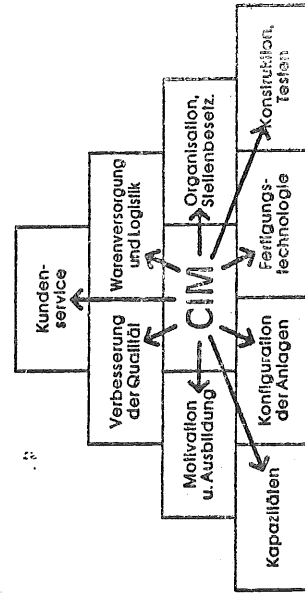 Kunden-
service
Verbesserung
der Qualität
Warenversorgung
und Logistik
Motivation
u. Ausbildung
CIM
Organisation,
Stellenbesetz.
Kapazitäten
Konfiguration
der Anlagen
Fertigungs-
technologie
Konstruktion,
Testen